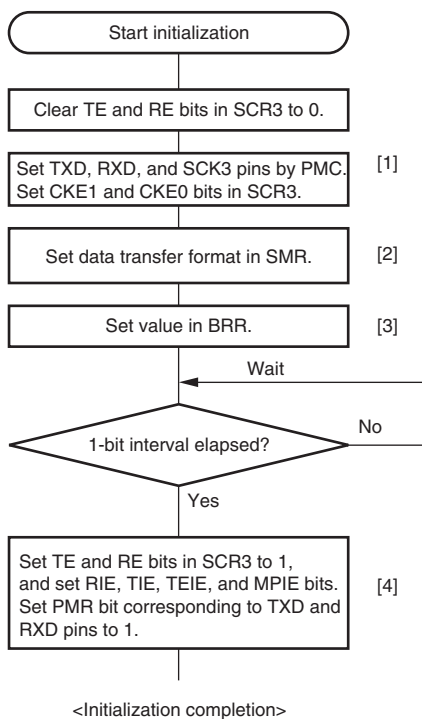 Start initialization
Clear TE and RE bits in SCR3 to 0.
Set TXD, RXD, and SCK3 pins by PMC.
Set CKE1 and CKE0 bits in SCR3.
[1]
Set data transfer format in SMR.
[2]
Set value in BRR.
[3]
Wait
1-bit interval elapsed?
No
Yes
Set TE and RE bits in SCR3 to 1,
and set RIE, TIE, TEIE, and MPIE bits.
Set PMR bit corresponding to TXD and
RXD pins to 1.
[4]
<Initialization completion>